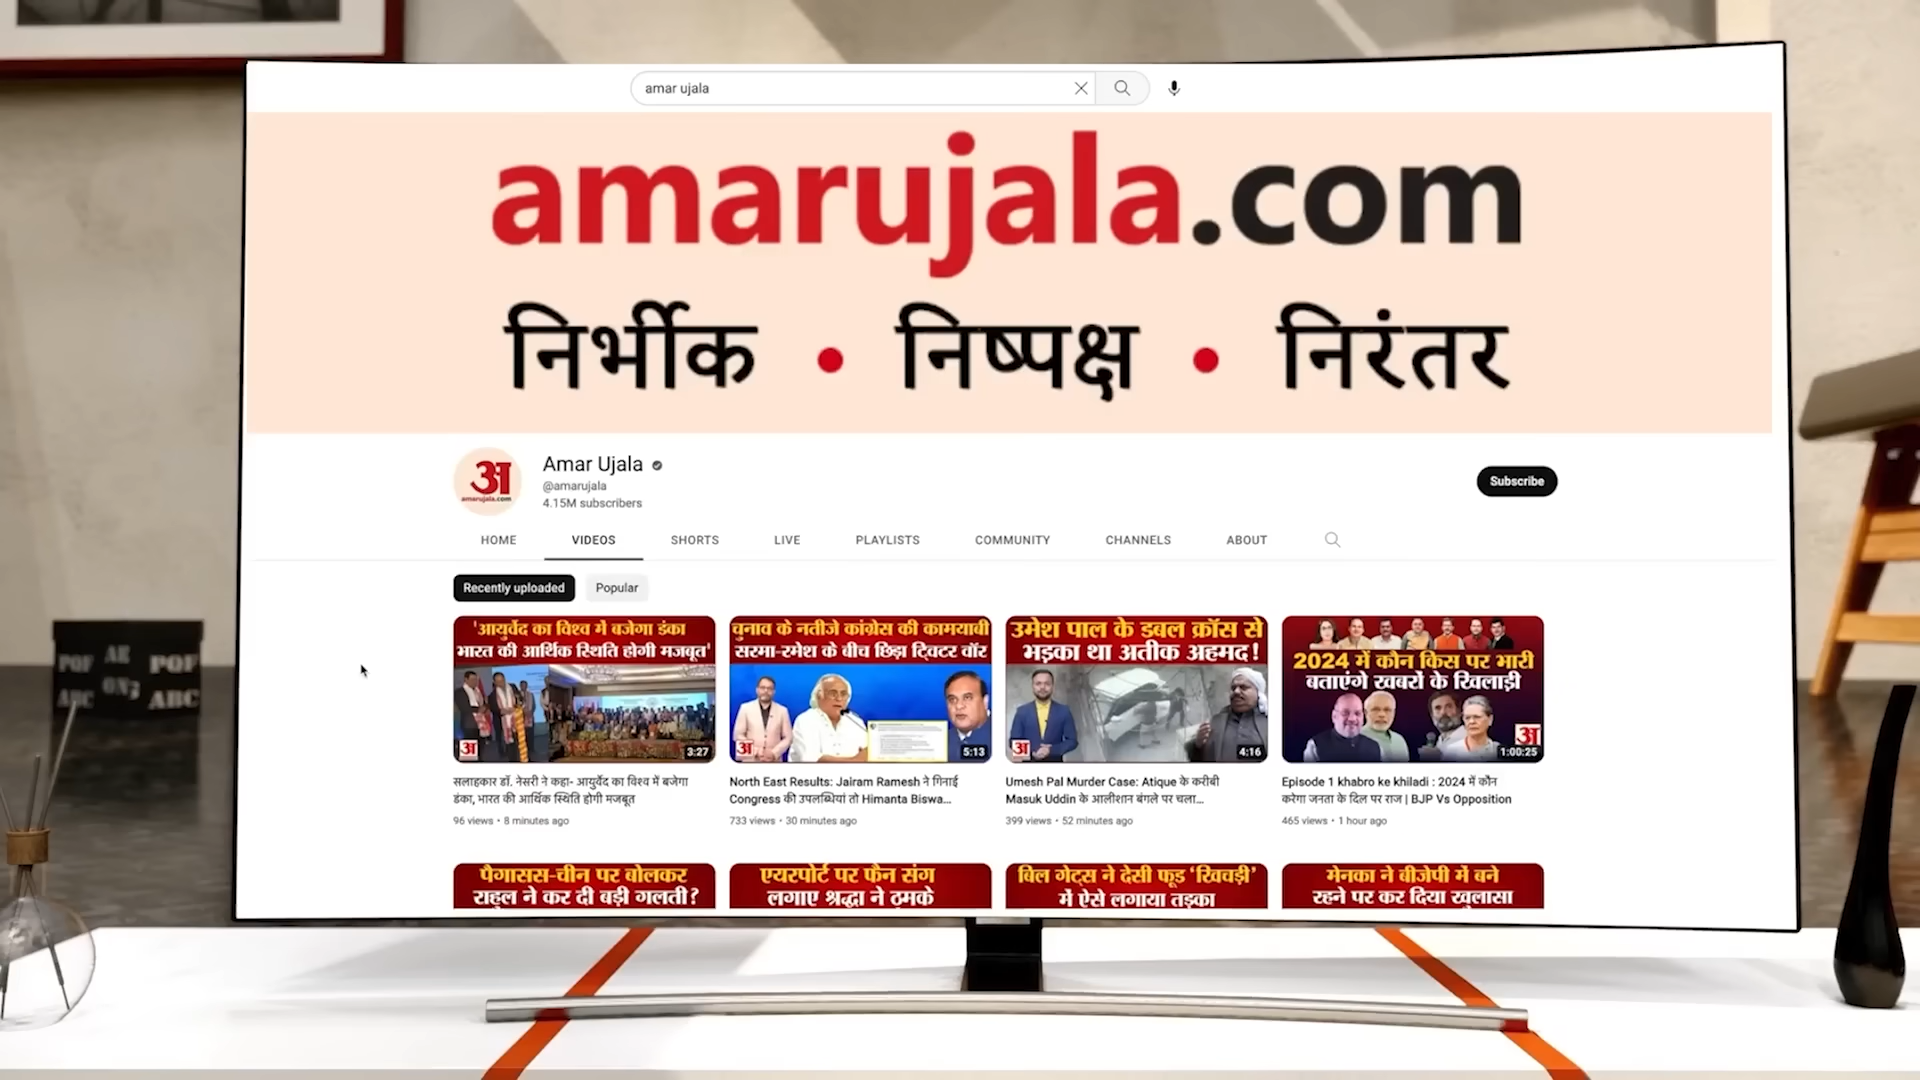 amar ujala
amarujala.com
निर्भीक • निष्पक्ष • निरंतर
अ
amarujala.com
Amar Ujala
@amarujala
4.15M subscribers
Subscribe
HOME VIDEOS SHORTS LIVE PLAYLISTS COMMUNITY CHANNELS ABOUT
Recently uploaded Popular
'आयुर्वेद का विश्व में बजेगा डंका
भारत की आर्थिक स्थिति होगी मजबूत'
अ
3:27
सलाहकार डॉ. नेसरी ने कहा- आयुर्वेद का विश्व में बजेगा
डंका, भारत की आर्थिक स्थिति होगी मजबूत
96 views • 8 minutes ago
चुनाव के नतीजे कांग्रेस की कामयाबी
सरमा-रमेश के बीच छिड़ा ट्विटर वॉर
अ
5:13
North East Results: Jairam Ramesh ने गिनाई
Congress की उपलब्धियां तो Himanta Biswa...
733 views • 30 minutes ago
उमेश पाल के डबल क्रॉस से
भड़का था अतीक अहमद!
अ
4:16
Umesh Pal Murder Case: Atique के करीबी
Masuk Uddin के आलीशान बंगले पर चला...
399 views • 52 minutes ago
2024 में कौन किस पर भारी
बताएंगे खबरों के खिलाड़ी
अ
1:00:25
Episode 1 khabro ke khiladi : 2024 में कौन
करेगा जनता के दिल पर राज | BJP Vs Opposition
465 views • 1 hour ago
पैगासस-चीन पर बोलकर
राहुल ने कर दी बड़ी गलती?
एयरपोर्ट पर फैन संग
लगाए श्रद्धा ने ठुमके
बिल गेट्स ने देसी फूड 'खिचड़ी'
में ऐसे लगाया तड़का
मेनका ने बीजेपी में बने
रहने पर कर दिया खुलासा